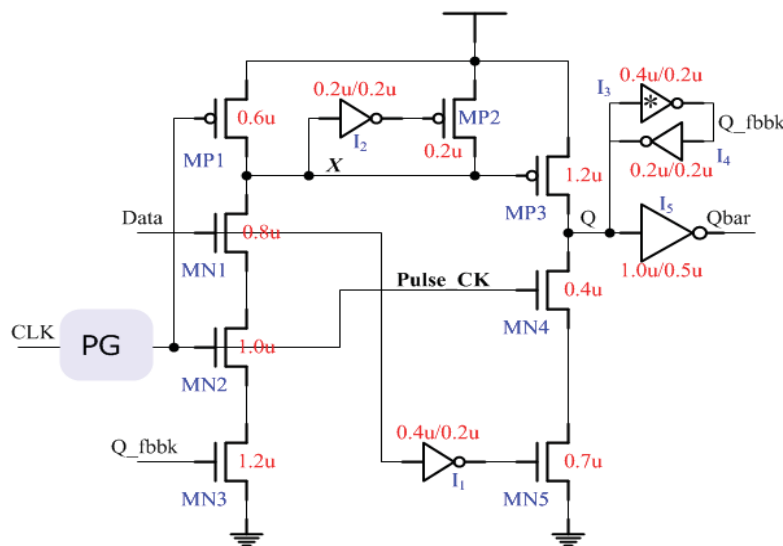 0.4u/0.2u
I3
*
0.2u/0.2u
Q_fbbk
0.6u
MP2
MP1
I2
0.2u
I4
0.2u/0.2u
X
1.2u
MP3
Data
Q
I5
Qbar
0.8u
MN1
Pulse_CK
1.0u/0.5u
0.4u
CLK
PG
1.0u
MN4
MN2
0.4u/0.2u
Q_fbbk
1.2u
0.7u
I1
MN3
MN5